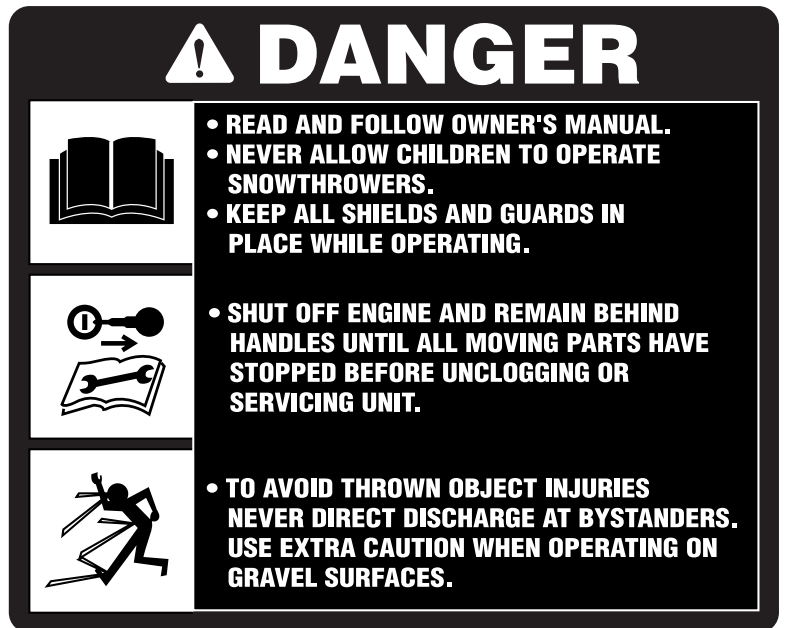 DANGER
• READ AND FOLLOW OWNER'S MANUAL.
• NEVER ALLOW CHILDREN TO OPERATE
SNOWTHROWERS.
• KEEP ALL SHIELDS AND GUARDS IN
PLACE WHILE OPERATING.
• SHUT OFF ENGINE AND REMAIN BEHIND
HANDLES UNTIL ALL MOVING PARTS HAVE
STOPPED BEFORE UNCLOGGING OR
SERVICING UNIT.
• TO AVOID THROWN OBJECT INJURIES
NEVER DIRECT DISCHARGE AT BYSTANDERS.
USE EXTRA CAUTION WHEN OPERATING ON
GRAVEL SURFACES.